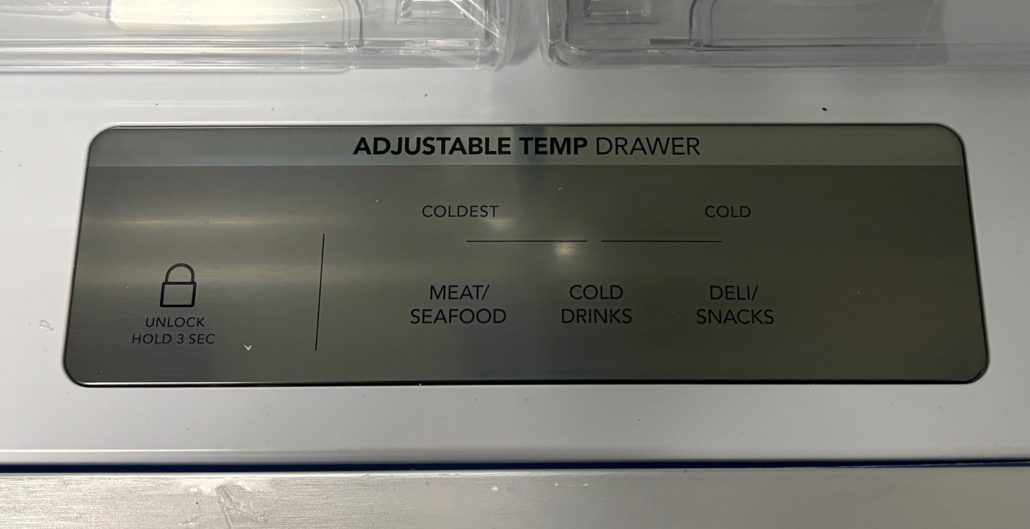 ADJUSTABLE TEMP DRAWER
COLDEST COLD
MEAT/
SEAFOOD
COLD
DRINKS
DELI/
SNACKS
UNLOCK
HOLD 3 SEC